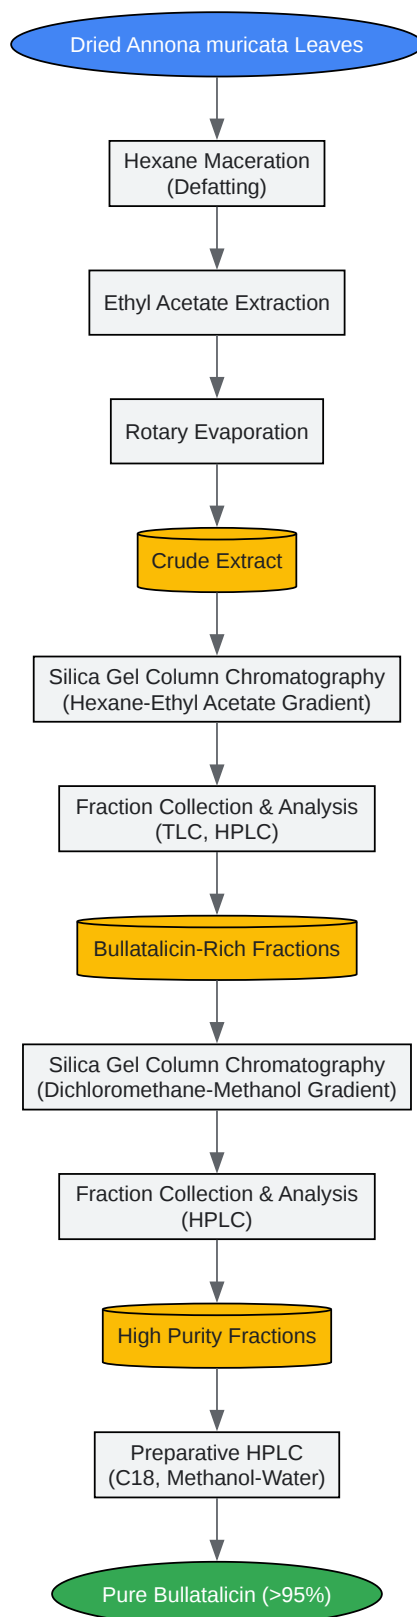 Dried Annona muricata Leaves
Hexane Maceration
(Defatting)
Ethyl Acetate Extraction
Rotary Evaporation
Crude Extract
Silica Gel Column Chromatography
(Hexane-Ethyl Acetate Gradient)
Fraction Collection & Analysis
(TLC, HPLC)
Bullatalicin-Rich Fractions
Silica Gel Column Chromatography
(Dichloromethane-Methanol Gradient)
Fraction Collection & Analysis
(HPLC)
High Purity Fractions
Preparative HPLC
(C18, Methanol-Water)
Pure Bullatalicin (>95%)